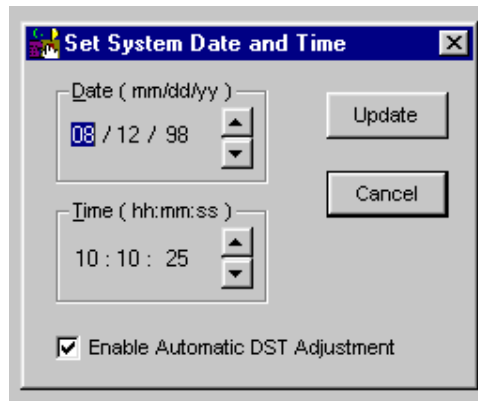 Set System Date and Time
Date ( mm/dd/yy )
08 / 12 / 98
Update
Cancel
Time ( hh:mm:ss )
10 : 10 : 25
Enable Automatic DST Adjustment